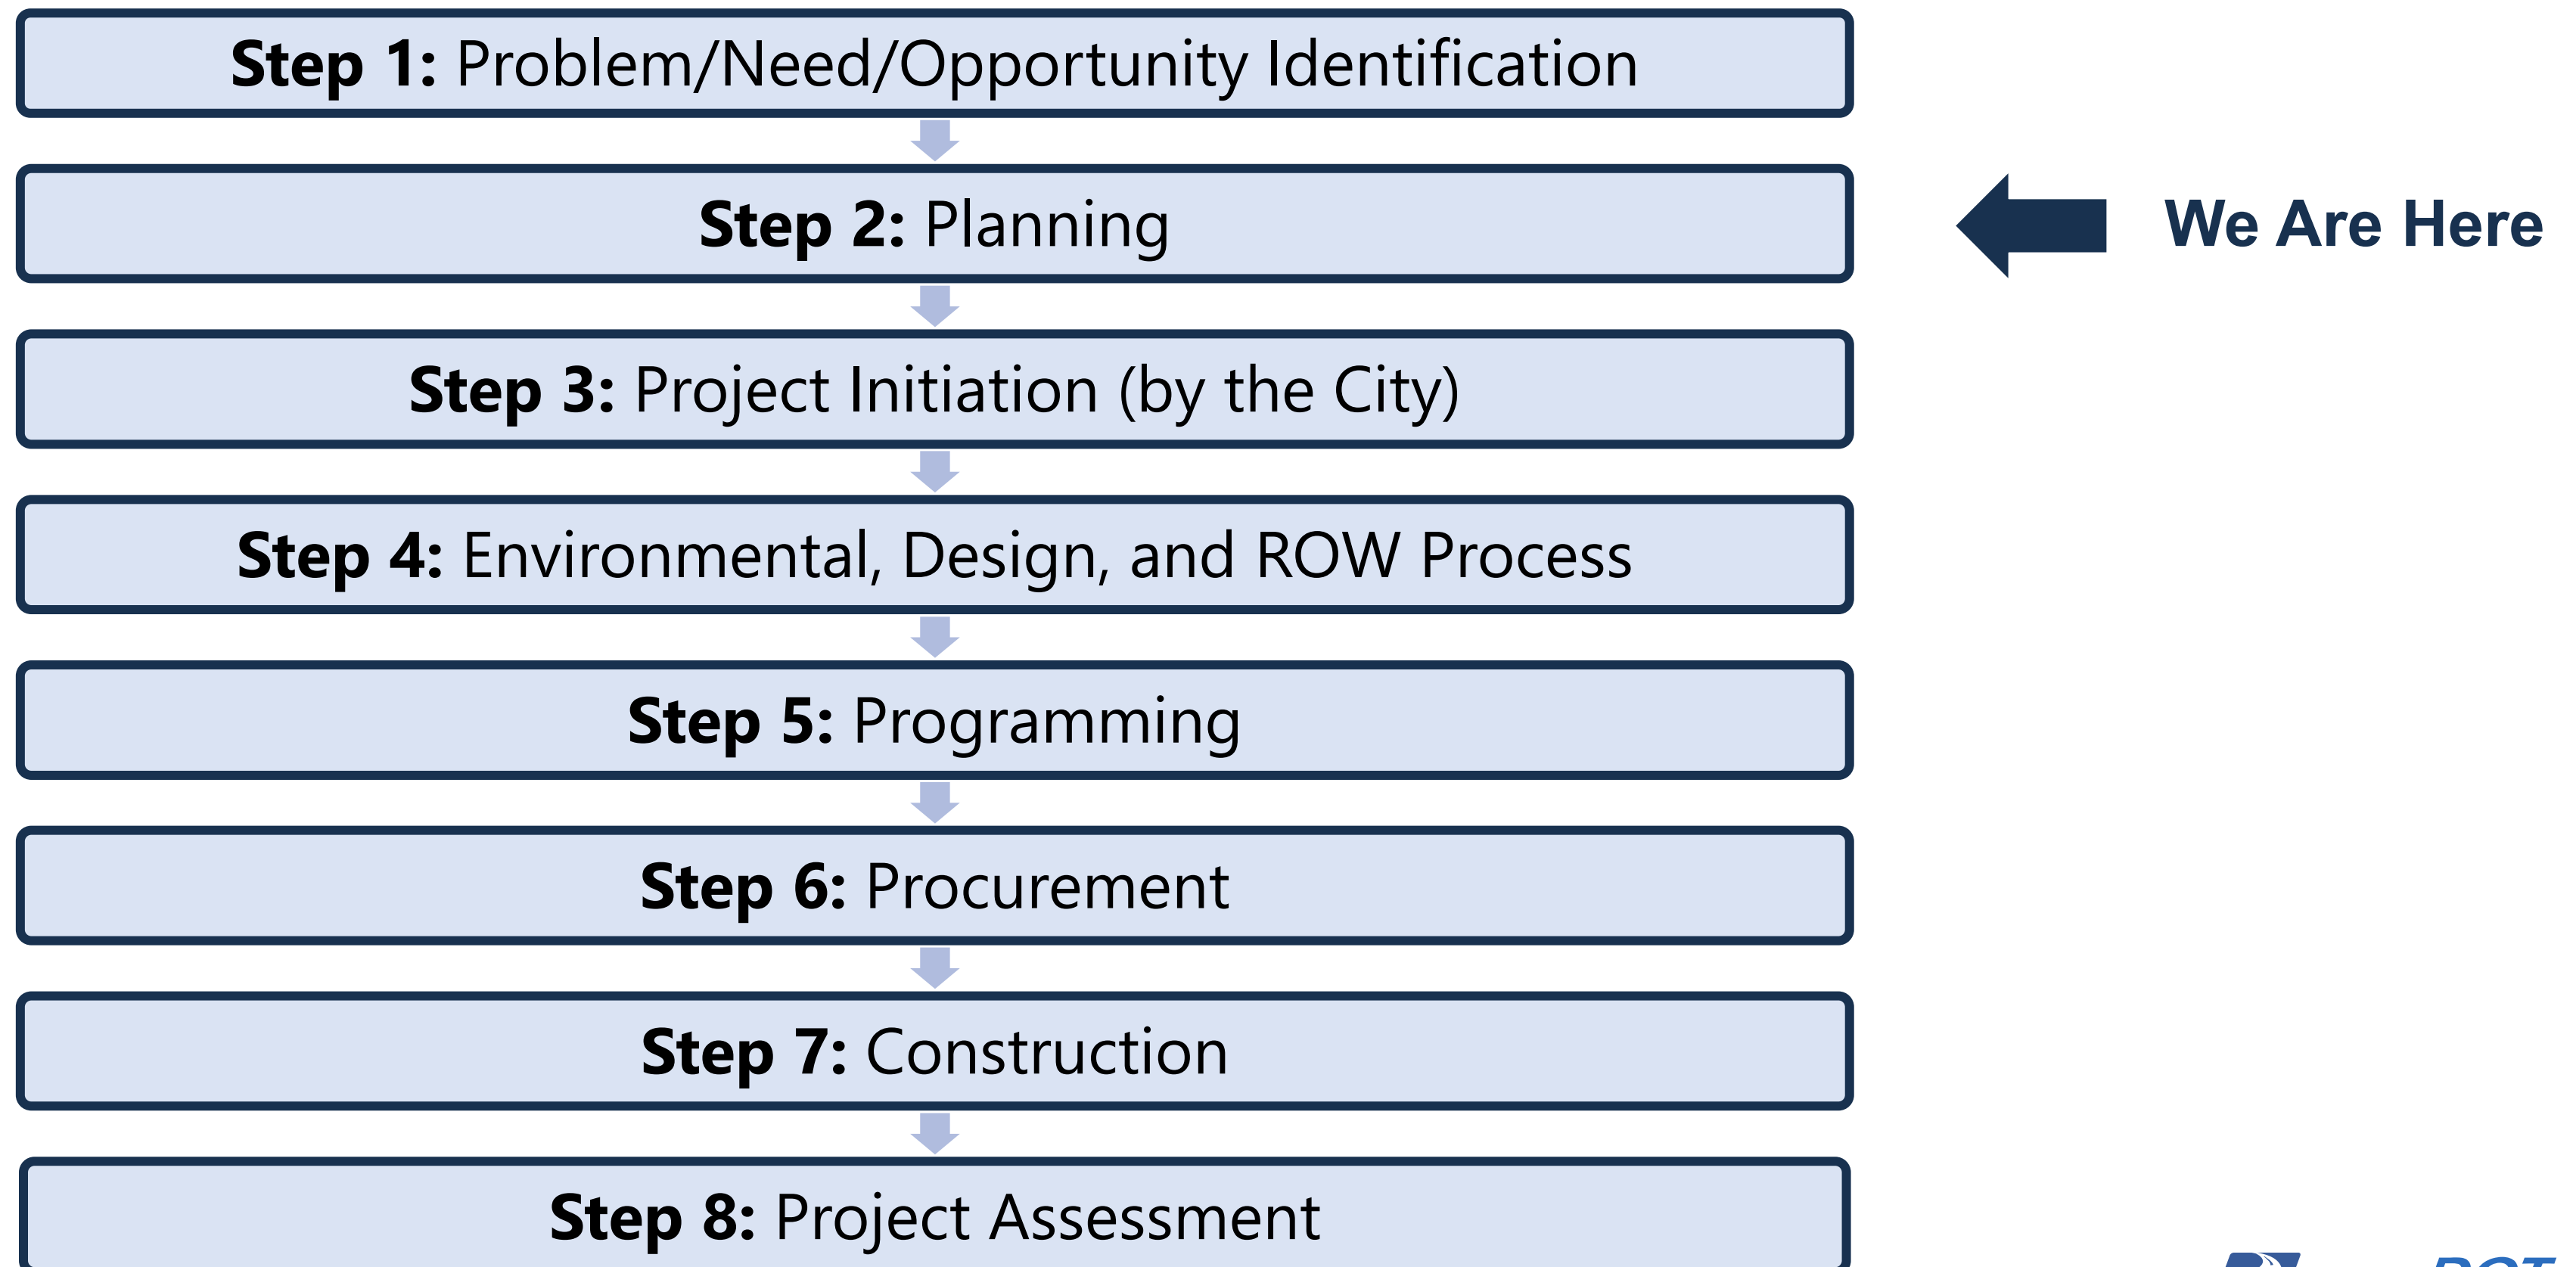 Step 1: Problem/Need/Opportunity Identification
Step 2: Planning
We Are Here
Step 3: Project Initiation (by the City)
Step 4: Environmental, Design, and ROW Process
Step 5: Programming
Step 6: Procurement
Step 7: Construction
Step 8: Project Assessment